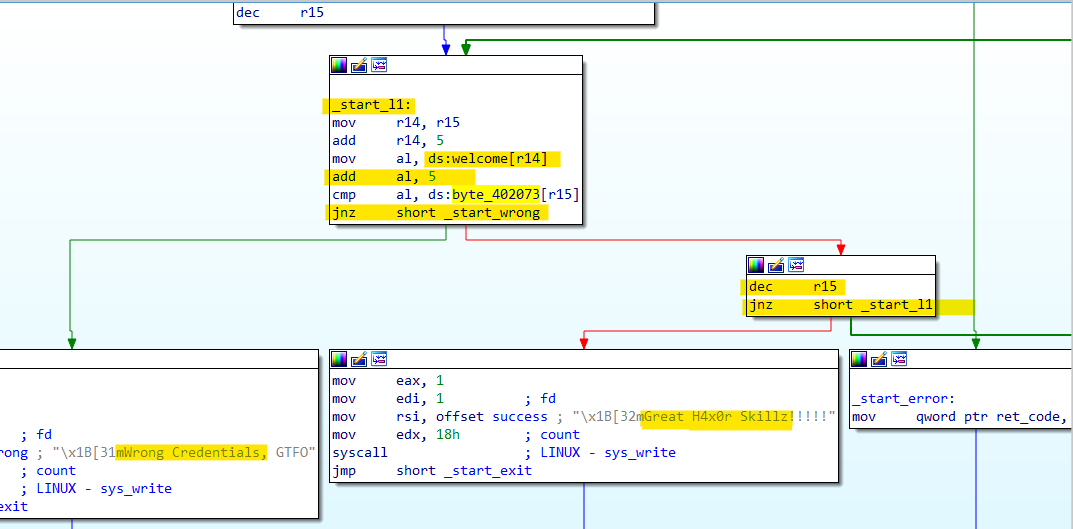 dec r15
_start_l1:
mov r14, r15
add r14, 5
mov al, ds:welcome[r14]
add al, 5
cmp al, ds:byte_402073[r15]
jnz short _start_wrong
dec r15
jnz short _start_l1
; fd
rong ; "\x1B[31mWrong Credentials, GTFO"
; count
; LINUX - sys_write
exit
mov eax, 1
mov edi, 1 ; fd
mov rsi, offset success ; "\x1B[32mGreat H4x0r Skillz!!!!!"
mov edx, 18h ; count
syscall ; LINUX - sys_write
jmp short _start_exit
_start_error:
mov qword ptr ret_code,